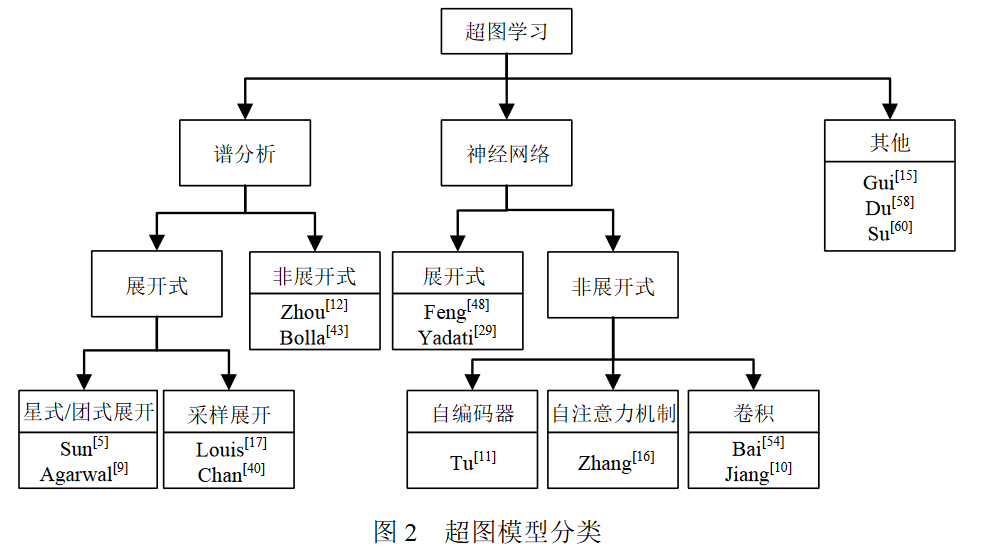 超图学习
谱分析
神经网络
其他
Gui[15]
Du[58]
Su[60]
展开式
非展开式
Zhou[12]
Bolla[43]
展开式
Feng[48]
Yadati[29]
非展开式
星式/团式展开
Sun[5]
Agarwal[9]
采样展开
Louis[17]
Chan[40]
自编码器
Tu[11]
自注意力机制
Zhang[16]
卷积
Bai[54]
Jiang[10]
图 2 超图模型分类